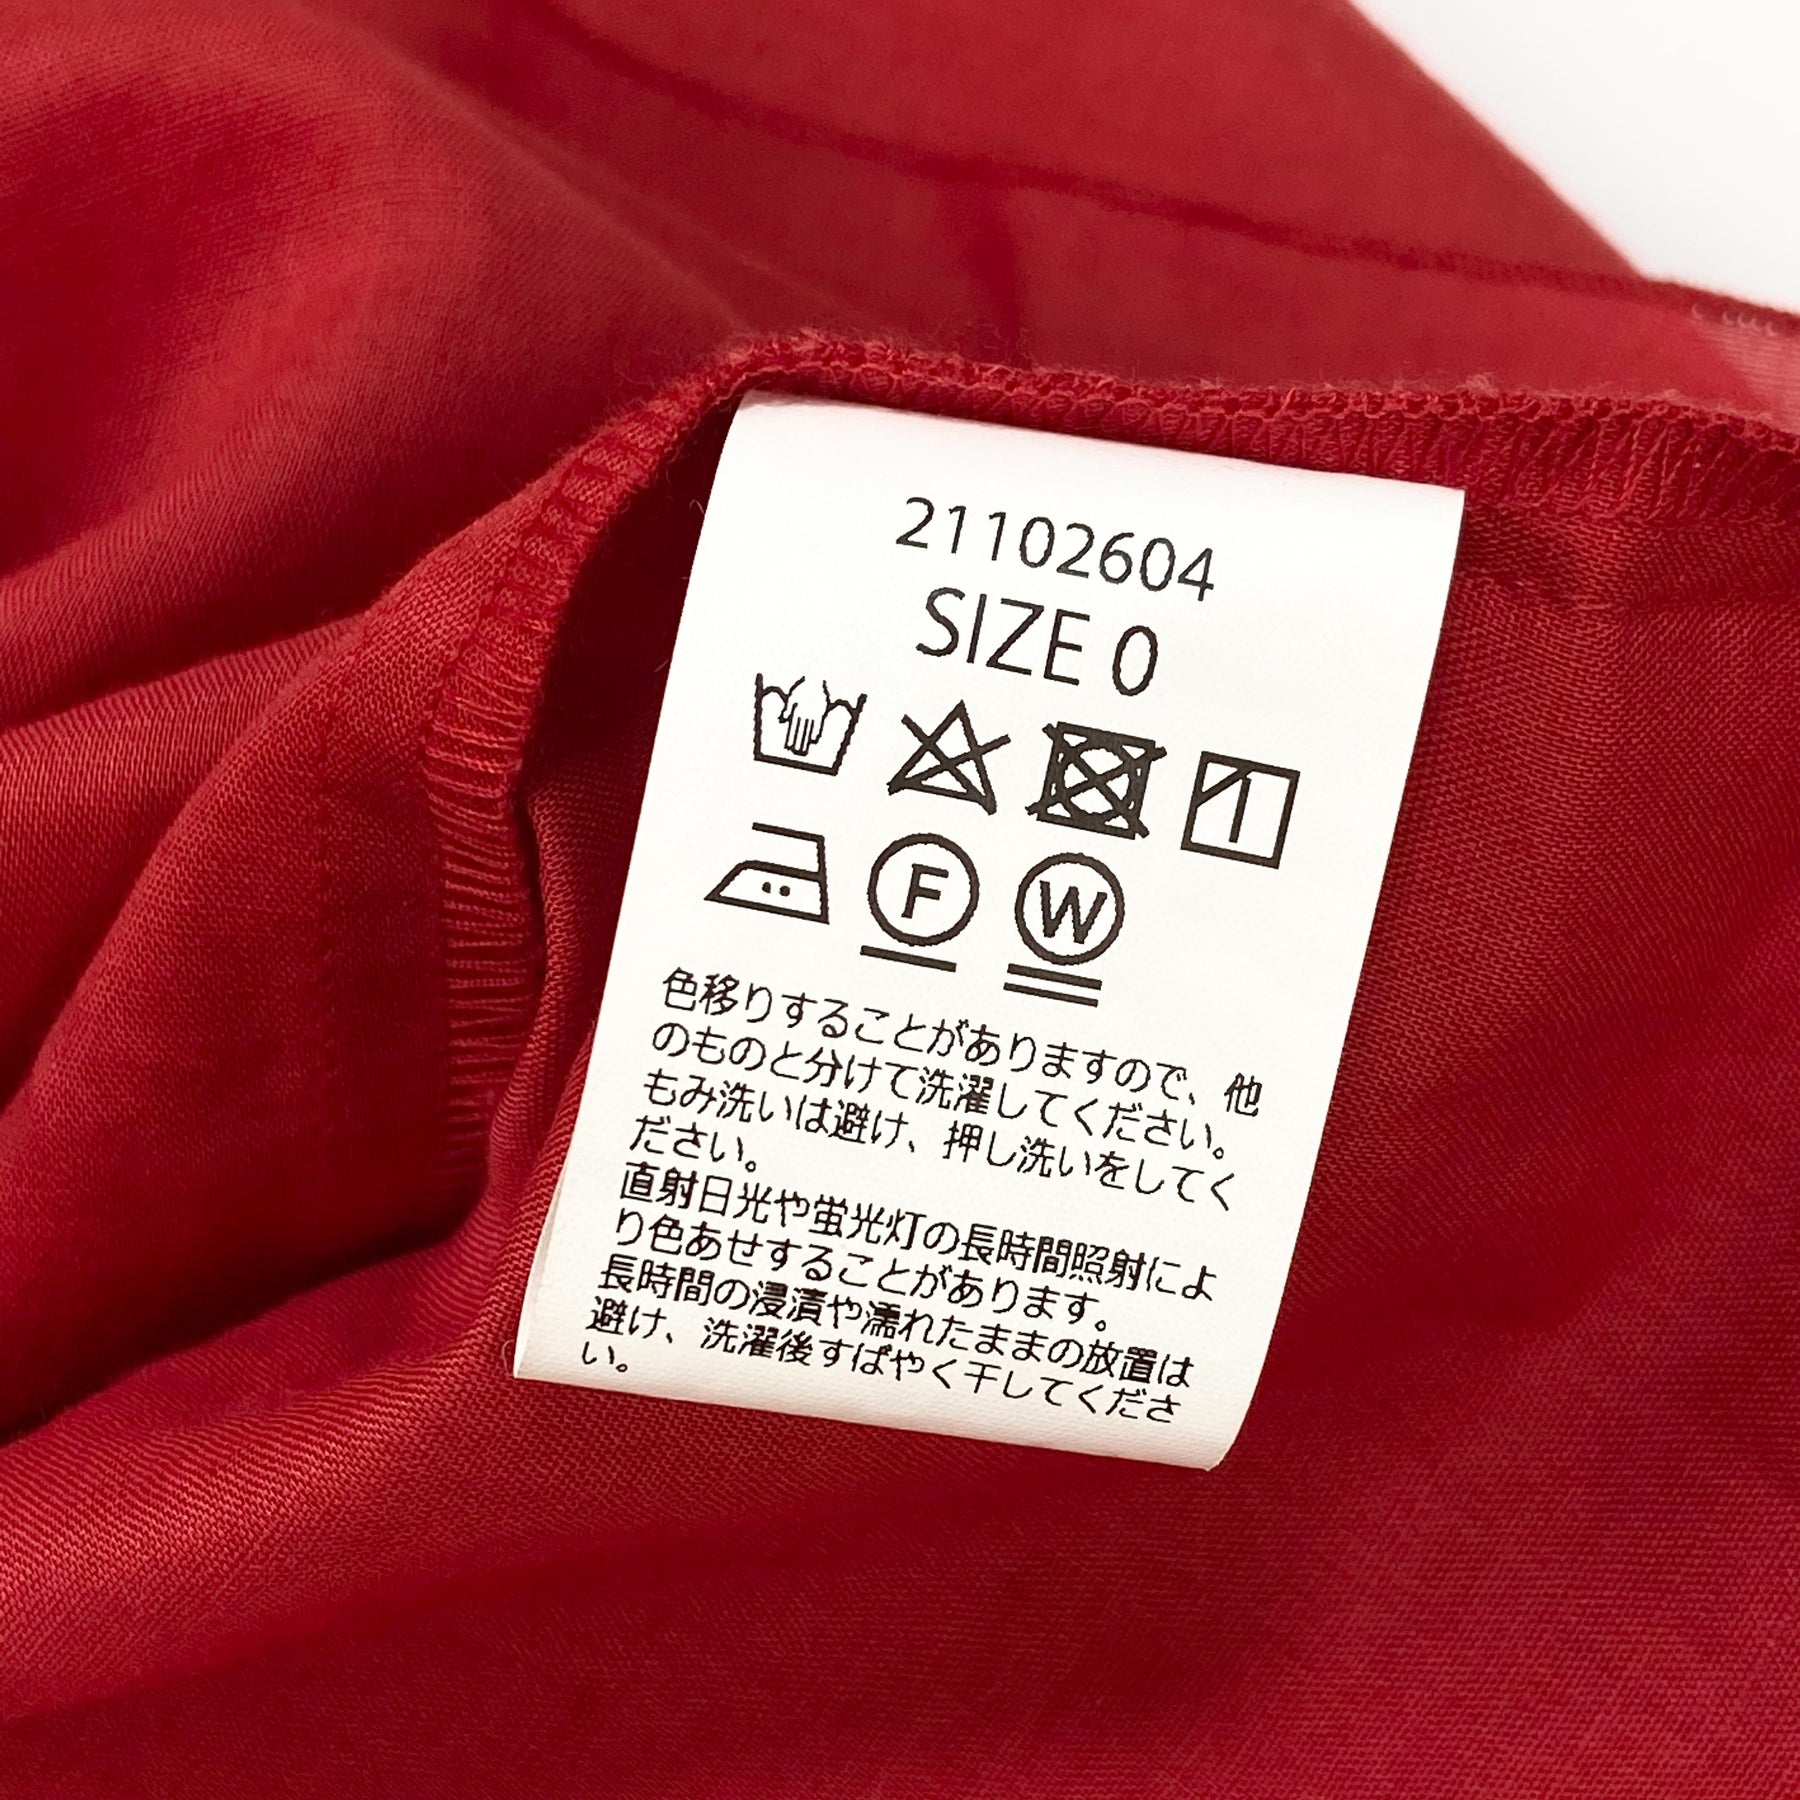 21102604
SIZE 0
F W
色移りすることがありますので、他
のものと分けて洗濯してください。
もみ洗いは避け、押し洗いをしてく
ださい。
直射日光や蛍光灯の長時間照射によ
り色あせすることがあります。
長時間の浸漬や濡れたままの放置は
避け、洗濯後すばやく干してくださ
い。